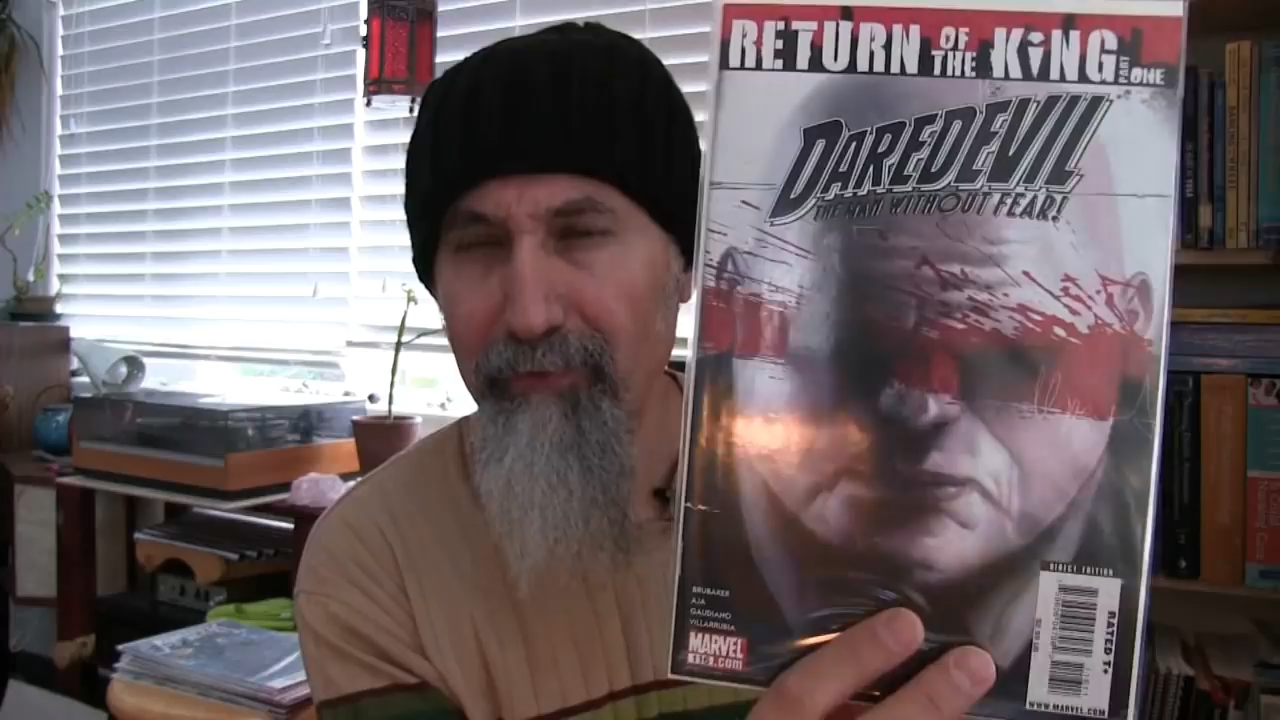 RETURN OF THE KING PART ONE
DAREDEVIL
THE MAN WITHOUT FEAR!
BRUBAKER
AJA
GAUDIANO
VILLARRUBIA
MARVEL
116 .com
DIRECT EDITION
RATED T+
WWW.MARVEL.COM